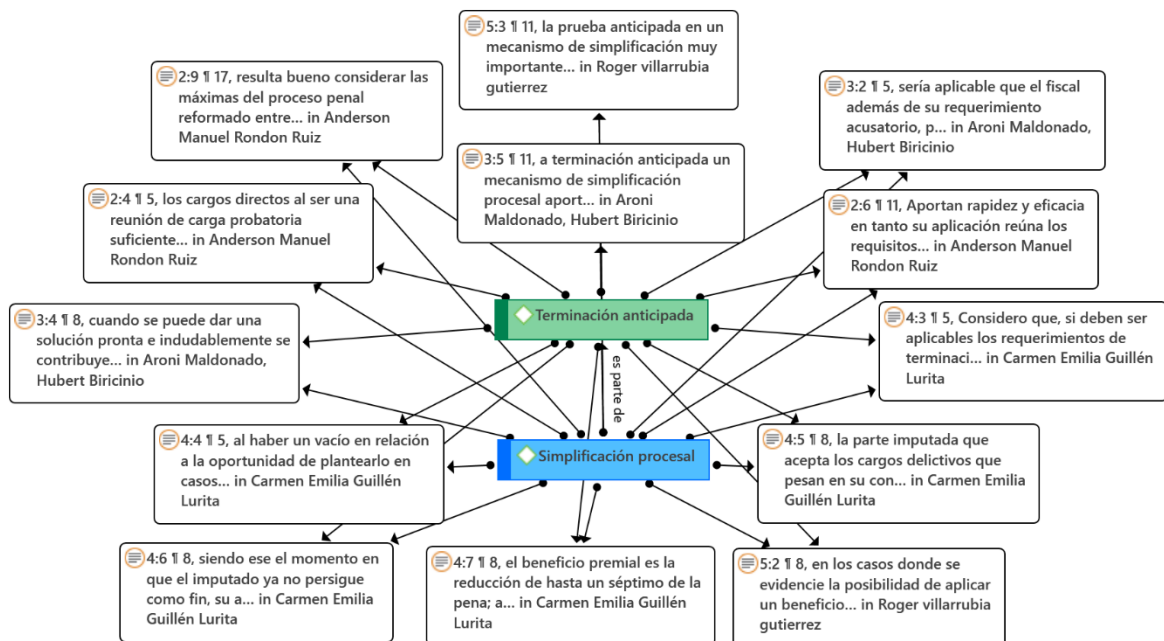 5:3 ¶ 11, la prueba anticipada en un
mecanismo de simplificación muy
importante... in Roger villarrubia
gutierrez
2:9 ¶ 17, resulta bueno considerar las
máximas del proceso penal
reformado entre... in Anderson
Manuel Rondon Ruiz
3:2 ¶ 5, sería aplicable que el fiscal
además de su requerimiento
acusatorio, p... in Aroni Maldonado,
Hubert Biricinio
3:5 ¶ 11, a terminación anticipada un
mecanismo de simplificación
procesal aport... in Aroni
Maldonado, Hubert Biricinio
2:4 ¶ 5, los cargos directos al ser una
reunión de carga probatoria
suficiente... in Anderson Manuel
Rondon Ruiz
2:6 ¶ 11, Aportan rapidez y eficacia
en tanto su aplicación reúna los
requisitos... in Anderson Manuel
Rondon Ruiz
Terminación anticipada
3:4 ¶ 8, cuando se puede dar una
solución pronta e indudablemente se
contribuye... in Aroni Maldonado,
Hubert Biricinio
4:3 ¶ 5, Considero que, si deben ser
aplicables los requerimientos de
terminaci... in Carmen Emilia Guillén
Lurita
es parte de
4:4 ¶ 5, al haber un vacío en relación
a la oportunidad de plantearlo en
casos... in Carmen Emilia Guillén
Lurita
Simplificación procesal
4:5 ¶ 8, la parte imputada que
acepta los cargos delictivos que
pesan en su con... in Carmen Emilia
Guillén Lurita
4:6 ¶ 8, siendo ese el momento en
que el imputado ya no persigue
como fin, su a... in Carmen Emilia
Guillén Lurita
4:7 ¶ 8, el beneficio premial es la
reducción de hasta un séptimo de la
pena; a... in Carmen Emilia Guillén
Lurita
5:2 ¶ 8, en los casos donde se
evidencie la posibilidad de aplicar
un beneficio... in Roger villarrubia
gutierrez